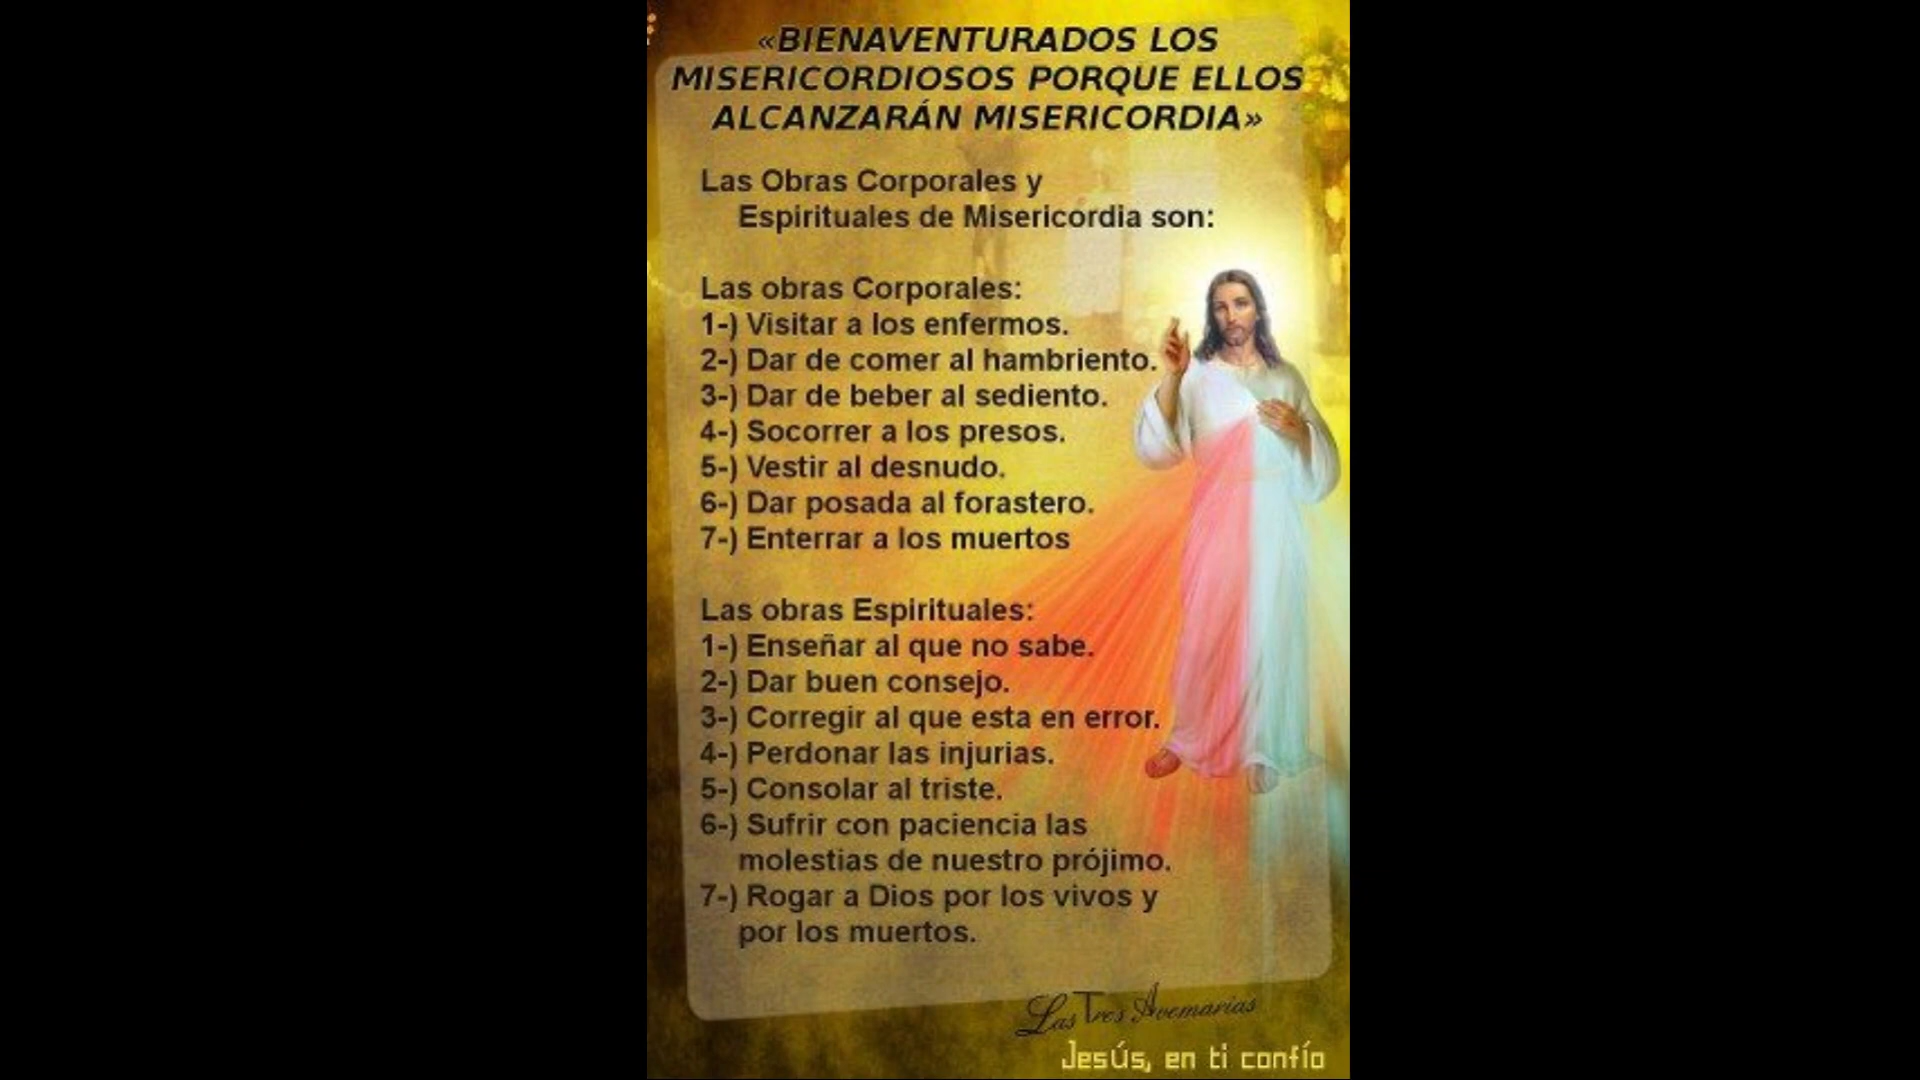 «BIENAVENTURADOS LOS
MISERICORDIOSOS PORQUE ELLOS
ALCANZARÁN MISERICORDIA»
Las Obras Corporales y
Espirituales de Misericordia son:
Las obras Corporales:
1-) Visitar a los enfermos.
2-) Dar de comer al hambriento.
3-) Dar de beber al sediento.
4-) Socorrer a los presos.
5-) Vestir al desnudo.
6-) Dar posada al forastero.
7-) Enterrar a los muertos
Las obras Espirituales:
1-) Enseñar al que no sabe.
2-) Dar buen consejo.
3-) Corregir al que esta en error.
4-) Perdonar las injurias.
5-) Consolar al triste.
6-) Sufrir con paciencia las
molestias de nuestro prójimo.
7-) Rogar a Dios por los vivos y
por los muertos.
Las Tres Avemarías
Jesús, en ti confío